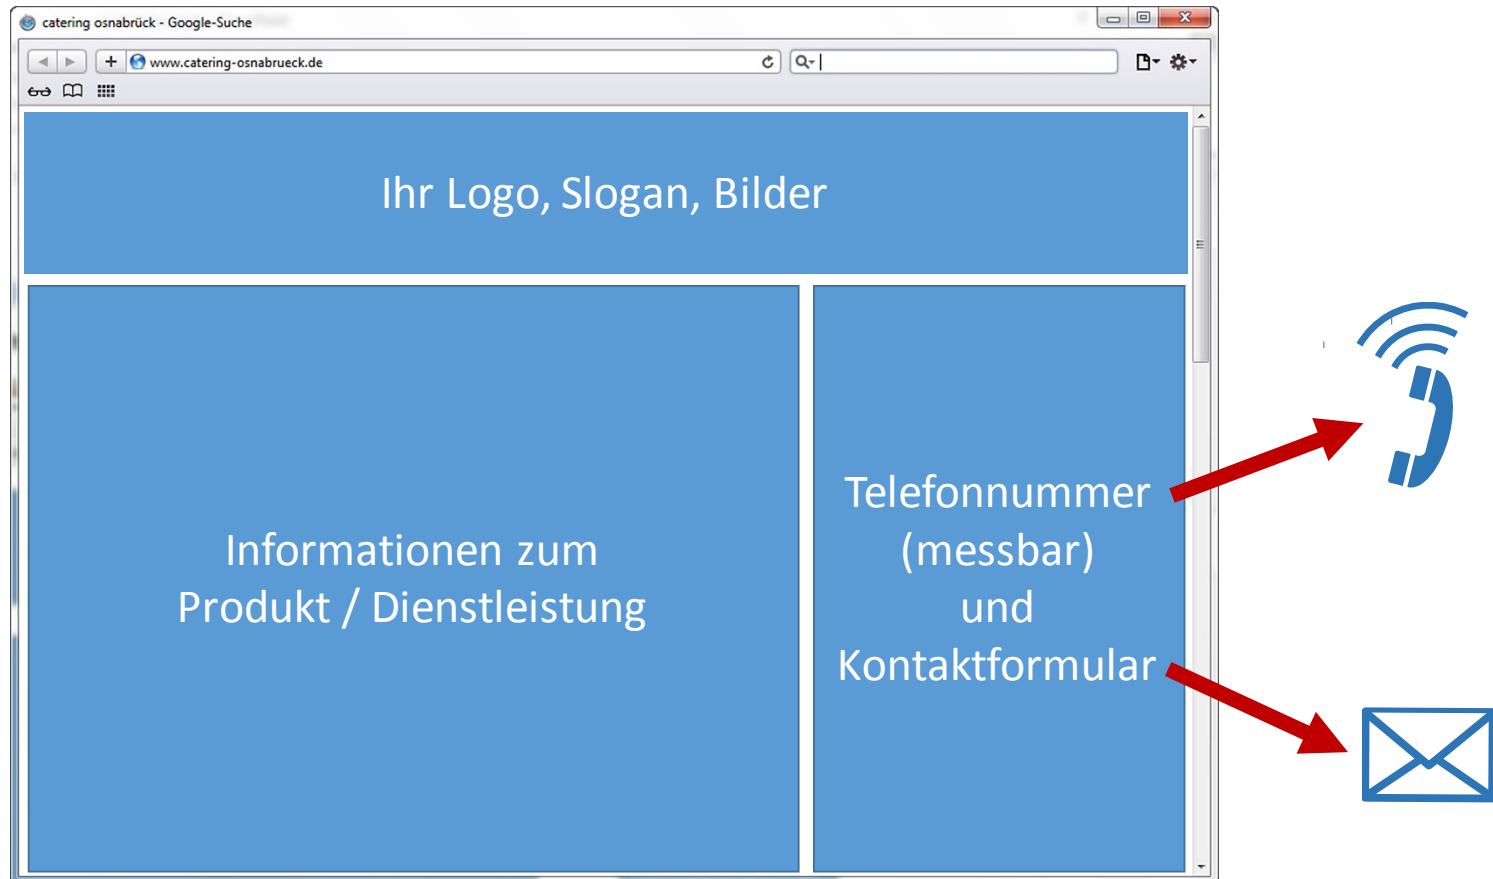 catering osnabrück - Google-Suche
www.catering-osnabrueck.de
Ihr Logo, Slogan, Bilder
Informationen zum
Produkt / Dienstleistung
Telefonnummer
(messbar)
und
Kontaktformular